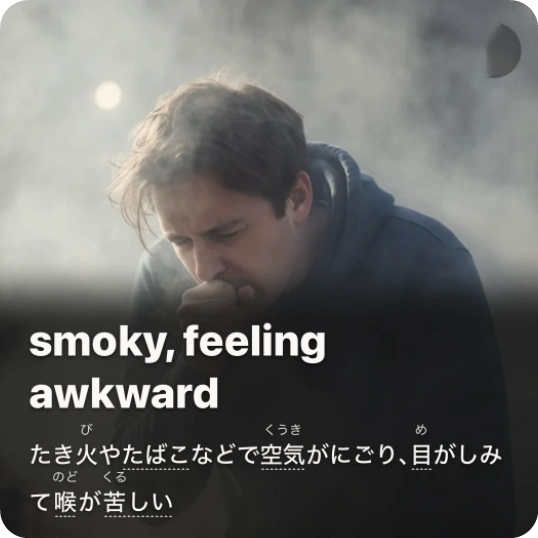 smoky, feeling
awkward
び くうき め
たき火やたばこなどで空気がにごり、目がしみ
のど くる
て喉が苦しい